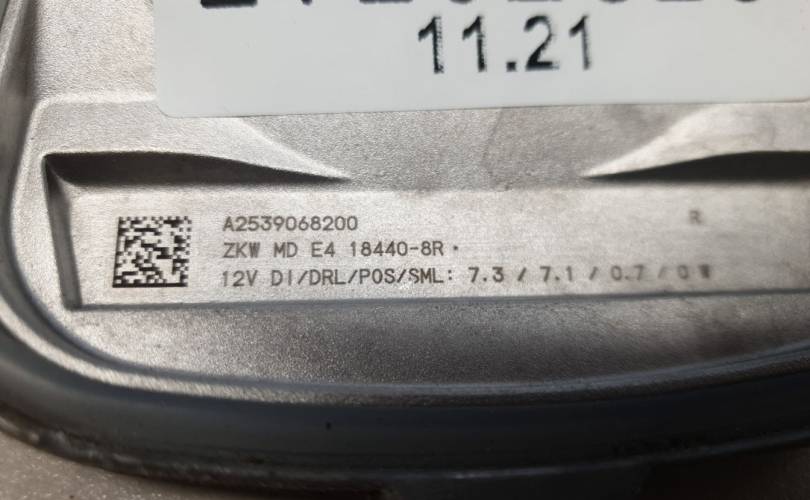 11.21
A2539068200 R
ZKW MD E4 18440-8R •
12V DI/DRL/POS/SML: 7.3 / 7.1 / 0.7 / 0 W